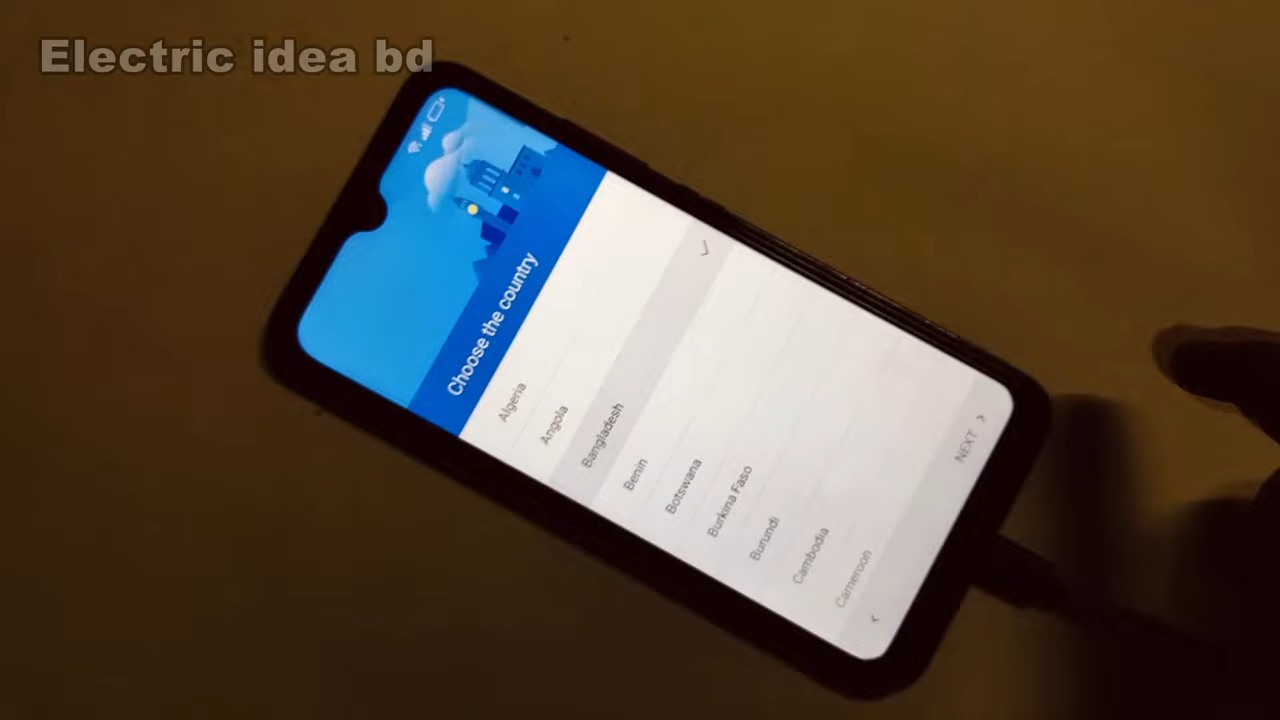 Electric idea bd
Choose the country
Algeria
Angola
Bangladesh
Benin
Botswana
Burkina Faso
Burundi
Cambodia
Cameroon
NEXT